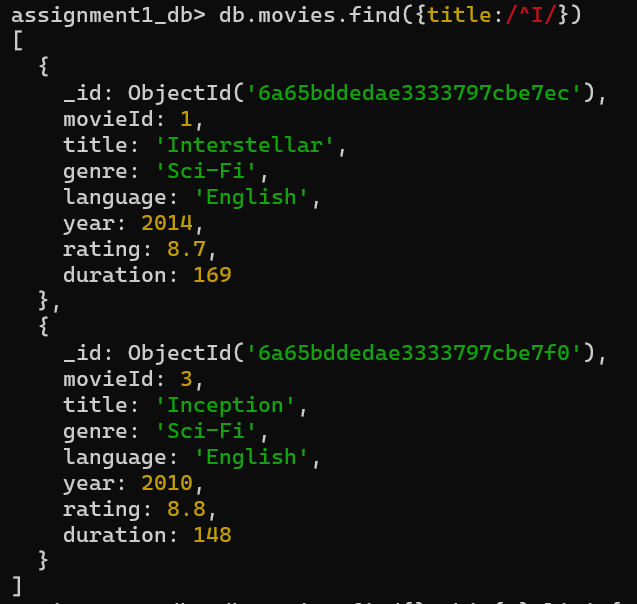 assignment1_db> db.movies.find({title:/^I/})
[
  {
    _id: ObjectId('6a65bddedae3333797cbe7ec'),
    movieId: 1,
    title: 'Interstellar',
    genre: 'Sci-Fi',
    language: 'English',
    year: 2014,
    rating: 8.7,
    duration: 169
  },
  {
    _id: ObjectId('6a65bddedae3333797cbe7f0'),
    movieId: 3,
    title: 'Inception',
    genre: 'Sci-Fi',
    language: 'English',
    year: 2010,
    rating: 8.8,
    duration: 148
  }
]